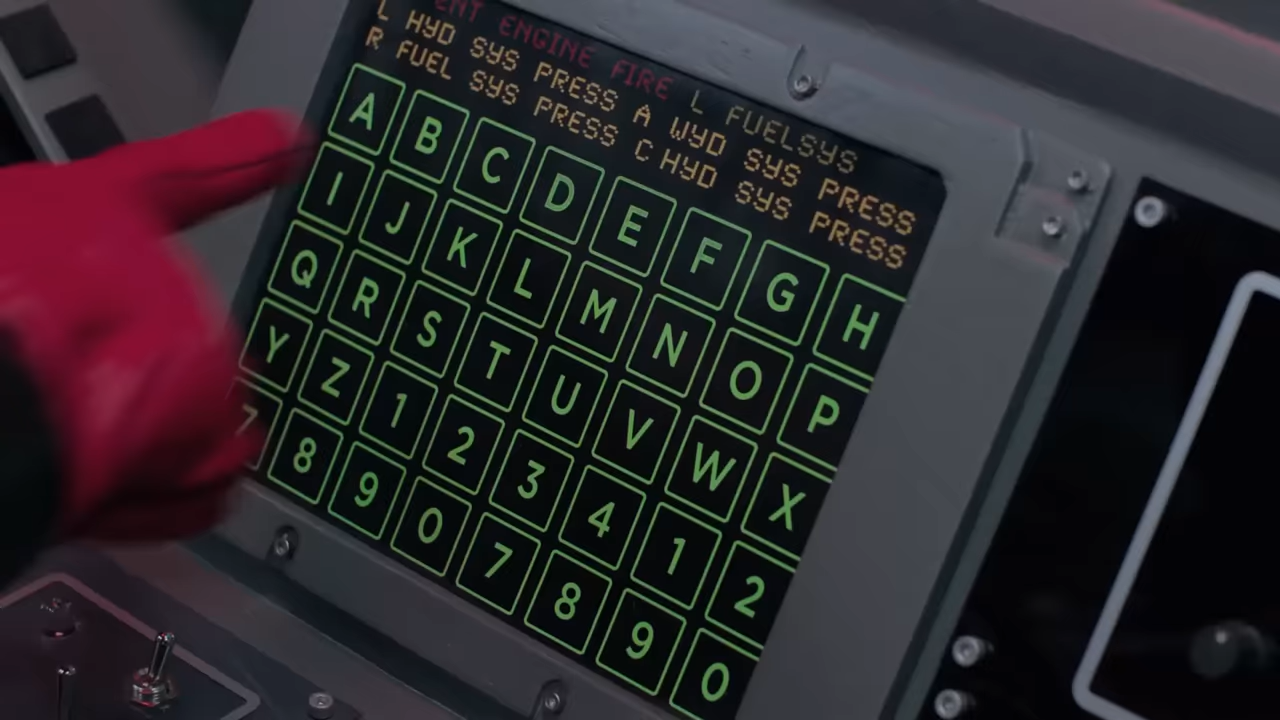 ENT ENGINE FIRE L FUELSYS
L HYD SYS PRESS A WYD SYS PRESS
R FUEL SYS PRESS C HYD SYS PRESS
A B C D E F G H
I J K L M N O P
Q R S T U V W X
Y Z 1 2 3 4 1 2
7 8 9 0 7 8 9 0